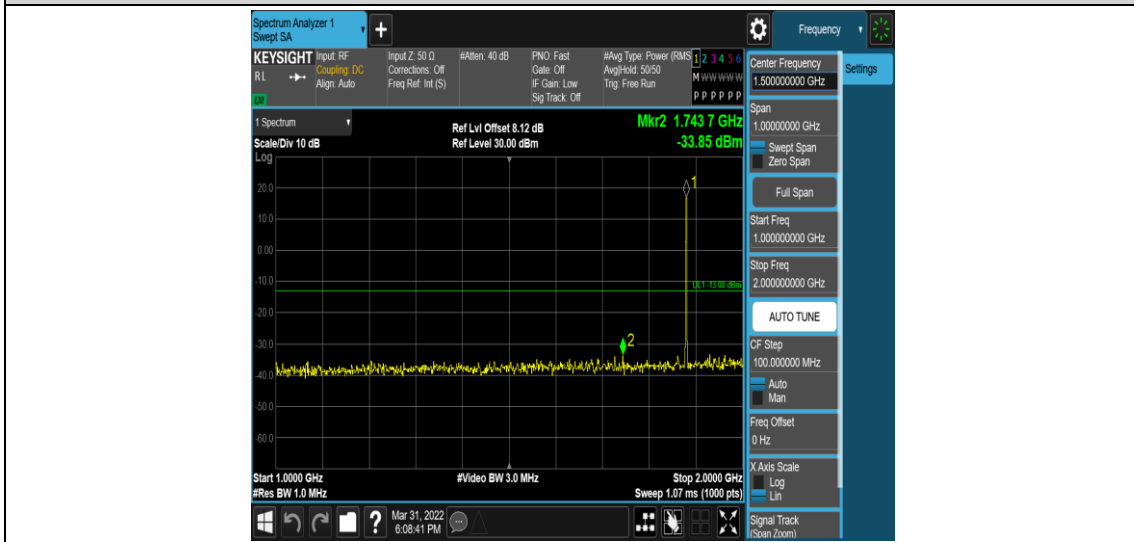 Spectrum Analyzer 1
Swept SA
+
Frequency
KEYSIGHT
RL
LXI
Input: RF
Coupling: DC
Align: Auto
Input Z: 50 Ω
Corrections: Off
Freq Ref: Int (S)
#Atten: 40 dB
PNO: Fast
Gate: Off
IF Gain: Low
Sig Track: Off
#Avg Type: Power (RMS
Avg|Hold: 50/50
Trig: Free Run
1 2 3 4 5 6
M W W W W W
P P P P P P
1 Spectrum
Scale/Div 10 dB
Log
Ref Lvl Offset 8.12 dB
Ref Level 30.00 dBm
Mkr2 1.743 7 GHz
-33.85 dBm
20.0
10.0
0.00
-10.0
-20.0
-30.0
-40.0
-50.0
-60.0
1
DL1 -13.00 dBm
2
Start 1.0000 GHz
#Res BW 1.0 MHz
#Video BW 3.0 MHz
Stop 2.0000 GHz
Sweep 1.07 ms (1000 pts)
Center Frequency
1.500000000 GHz
Settings
Span
1.00000000 GHz
Swept Span
Zero Span
Full Span
Start Freq
1.000000000 GHz
Stop Freq
2.000000000 GHz
AUTO TUNE
CF Step
100.000000 MHz
Auto
Man
Freq Offset
0 Hz
X Axis Scale
Log
Lin
Signal Track
(Span Zoom)
?
Mar 31, 2022
6:08:41 PM